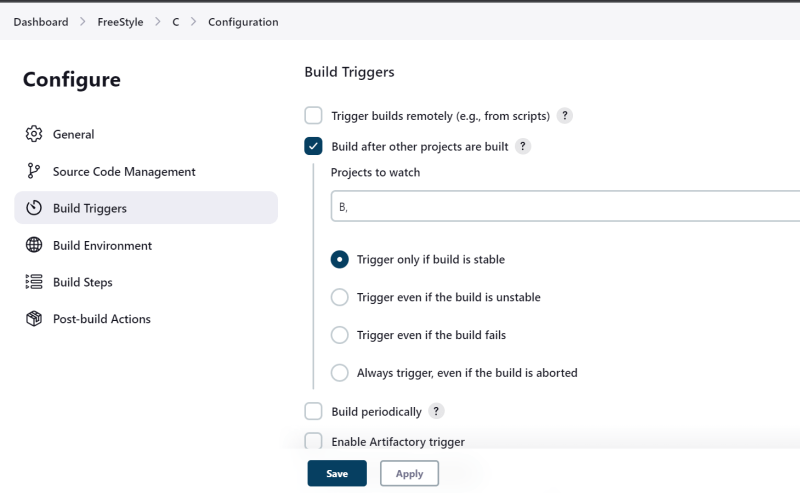 Dashboard > FreeStyle > C > Configuration
Configure
General
Source Code Management
Build Triggers
Build Environment
Build Steps
Post-build Actions
Build Triggers
Trigger builds remotely (e.g., from scripts) ?
Build after other projects are built ?
Projects to watch
B,
Trigger only if build is stable
Trigger even if the build is unstable
Trigger even if the build fails
Always trigger, even if the build is aborted
Build periodically ?
Enable Artifactory trigger
Save Apply